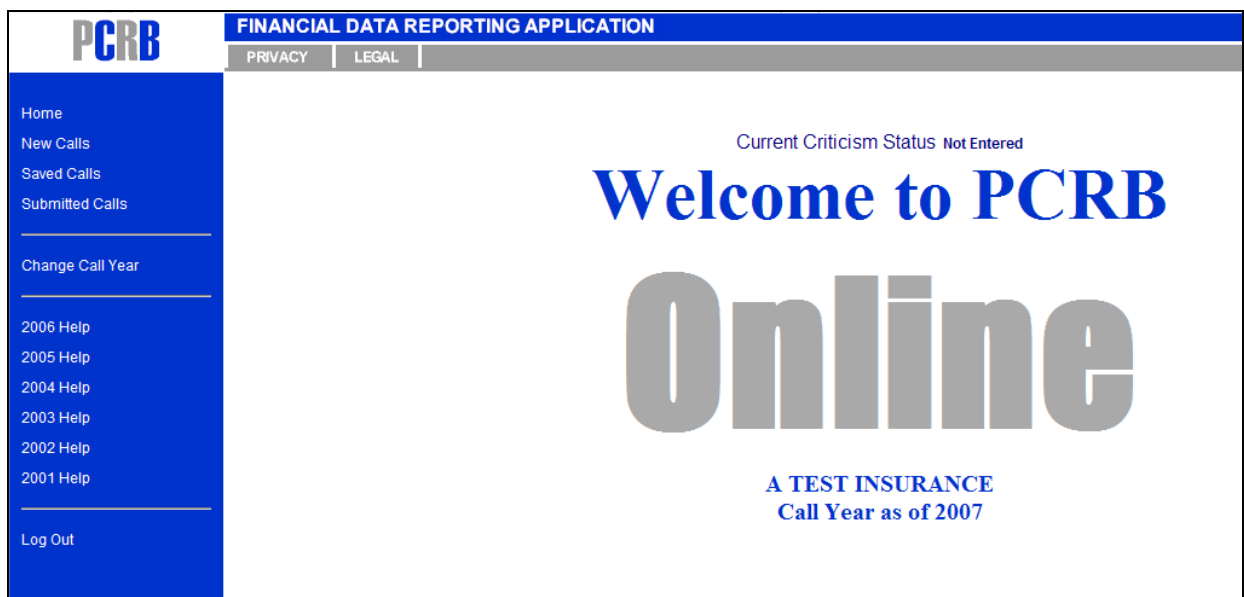 PCRB
FINANCIAL DATA REPORTING APPLICATION
PRIVACY
LEGAL
Home
New Calls
Saved Calls
Submitted Calls
Change Call Year
2006 Help
2005 Help
2004 Help
2003 Help
2002 Help
2001 Help
Log Out
Current Criticism Status Not Entered
Welcome to PCRB
Online
A TEST INSURANCE
Call Year as of 2007